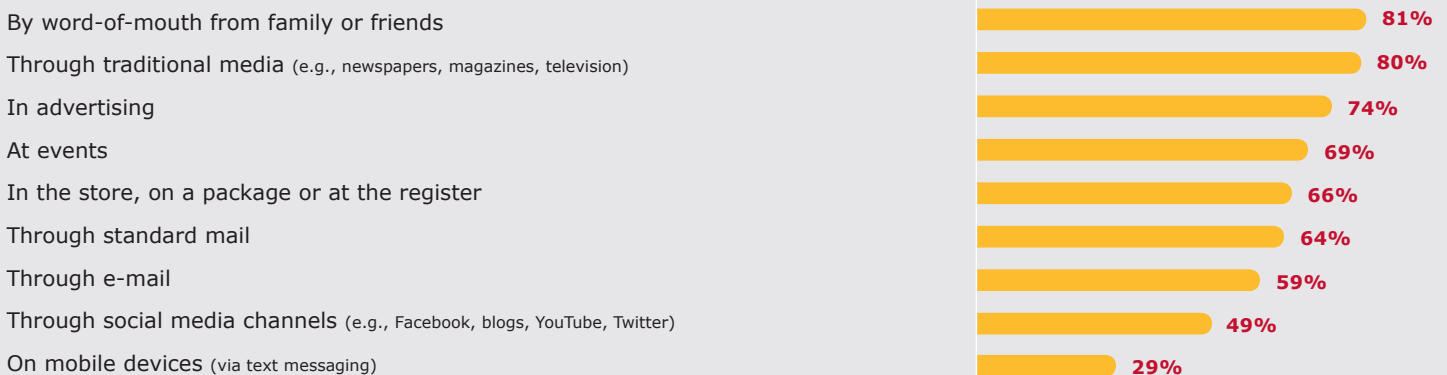 By word-of-mouth from family or friends 81%
Through traditional media (e.g., newspapers, magazines, television) 80%
In advertising 74%
At events 69%
In the store, on a package or at the register 66%
Through standard mail 64%
Through e-mail 59%
Through social media channels (e.g., Facebook, blogs, YouTube, Twitter) 49%
On mobile devices (via text messaging) 29%